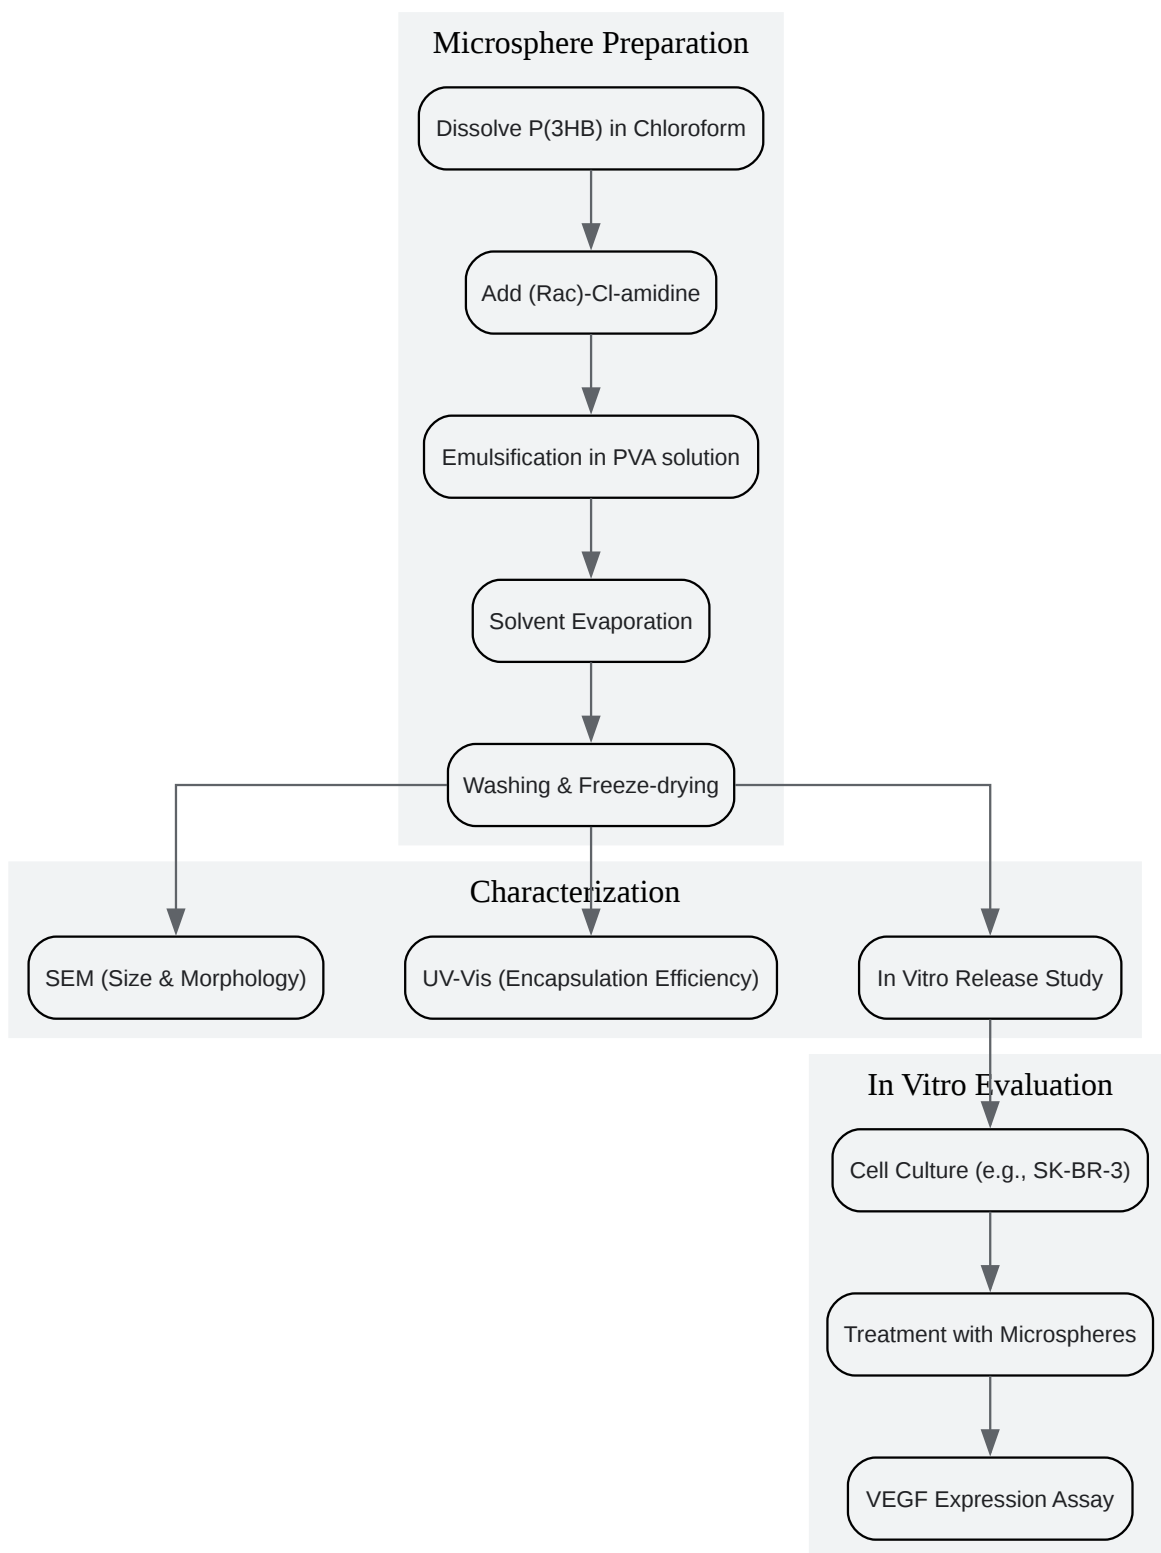 Microsphere Preparation
Dissolve P(3HB) in Chloroform
Add (Rac)-Cl-amidine
Emulsification in PVA solution
Solvent Evaporation
Washing & Freeze-drying
Characterization
SEM (Size & Morphology)
UV-Vis (Encapsulation Efficiency)
In Vitro Release Study
In Vitro Evaluation
Cell Culture (e.g., SK-BR-3)
Treatment with Microspheres
VEGF Expression Assay